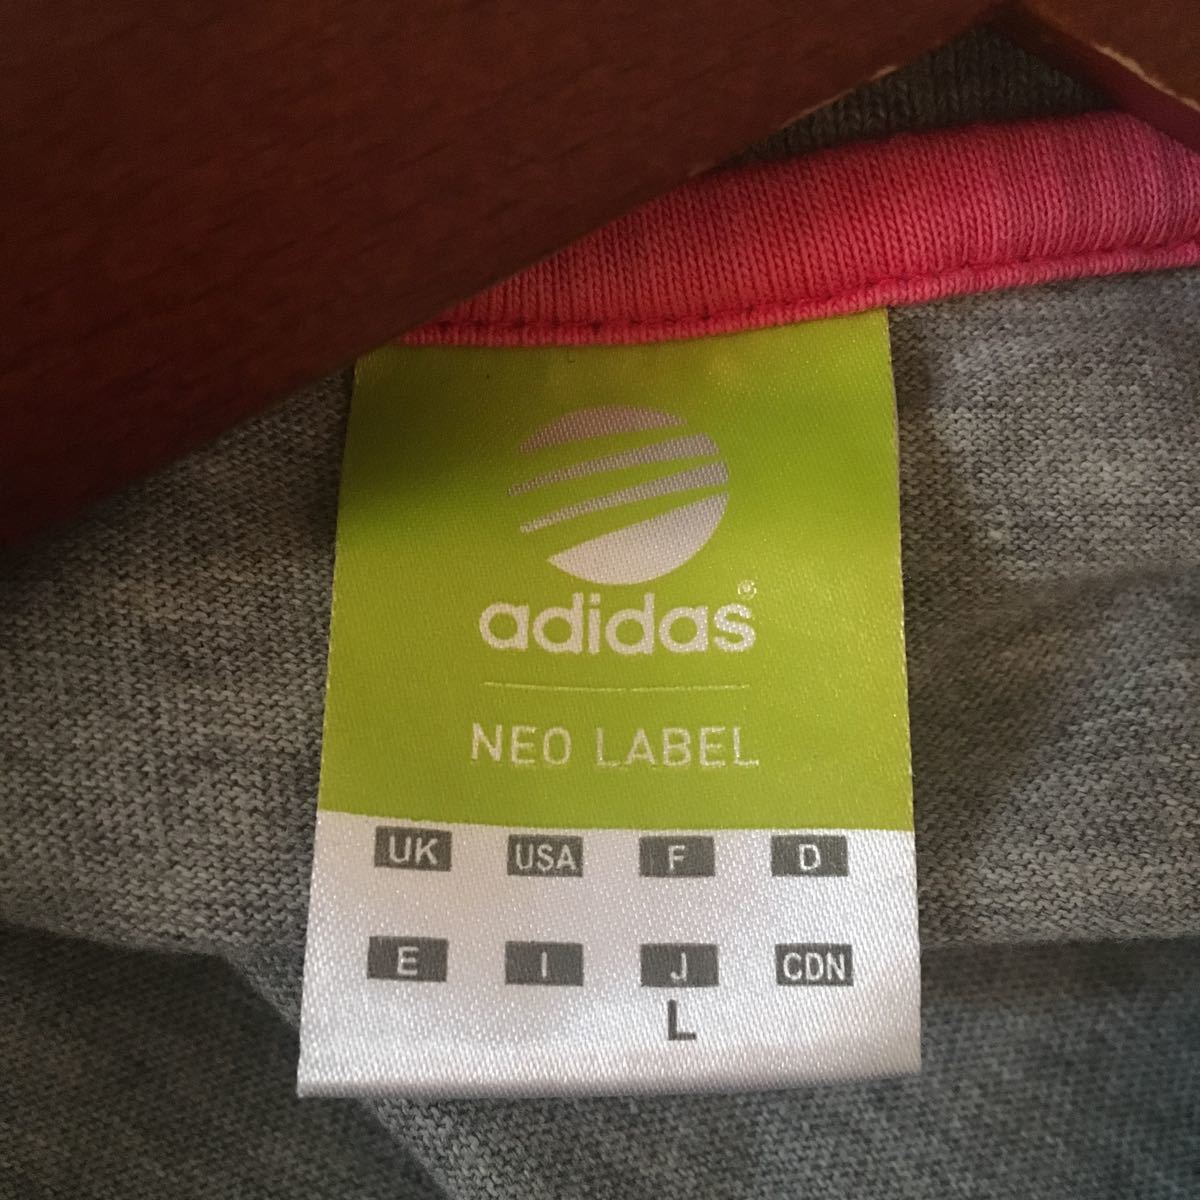 adidas®
NEO LABEL
UK USA F D
E I J CDN
L